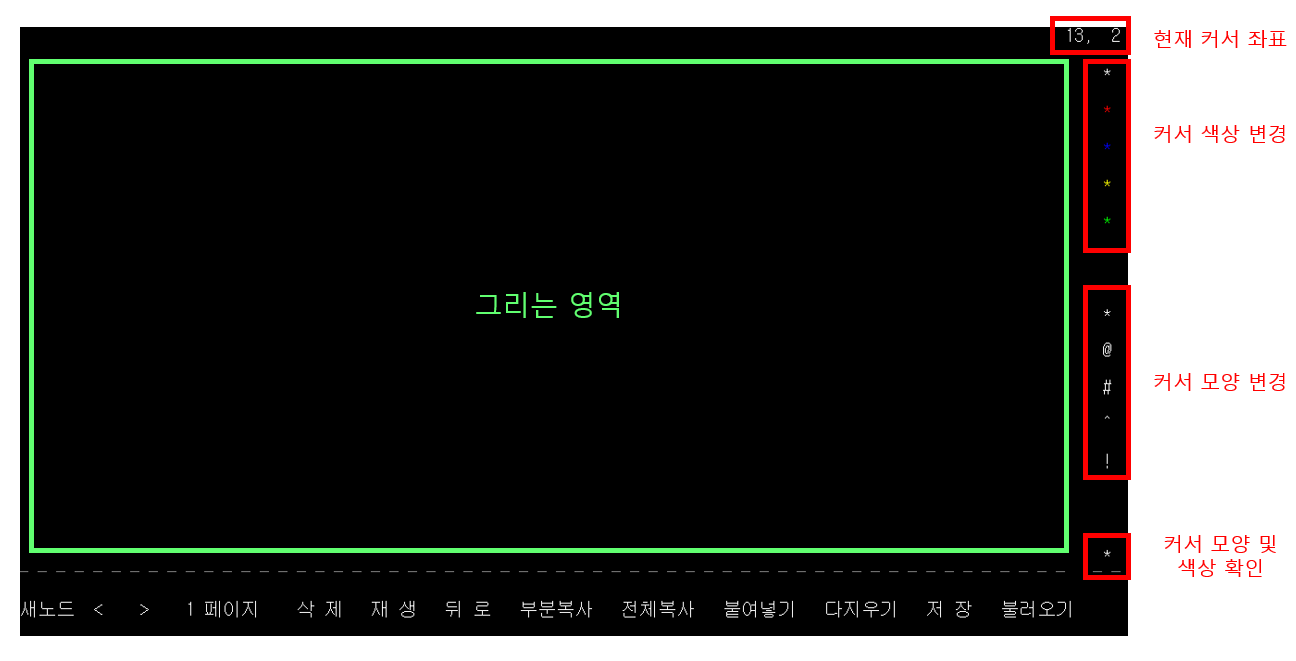 13, 2
현재 커서 좌표
*
*
*
*
*
커서 색상 변경
그리는 영역
*
@
#
^
!
커서 모양 변경
*
커서 모양 및
색상 확인
새노드 < > 1 페이지 삭 제 재 생 뒤 로 부분복사 전체복사 붙여넣기 다지우기 저 장 불러오기